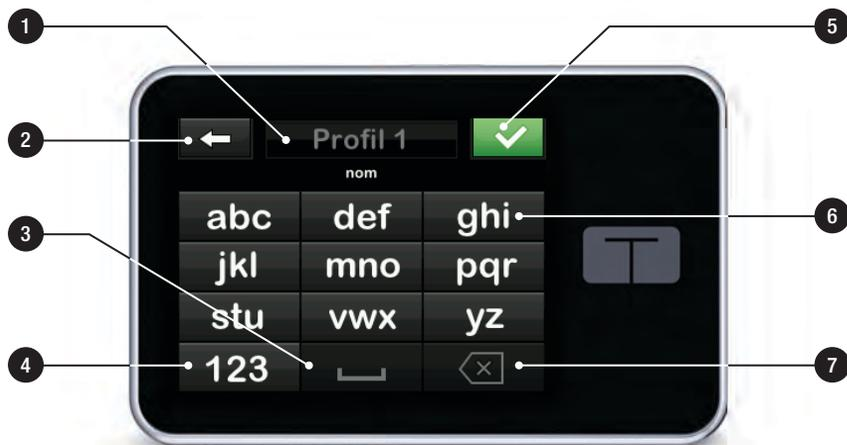 1
5
2
Profil 1
nom
abc def ghi
6
3
jkl mno pqr
stu vwx yz
4
123
7